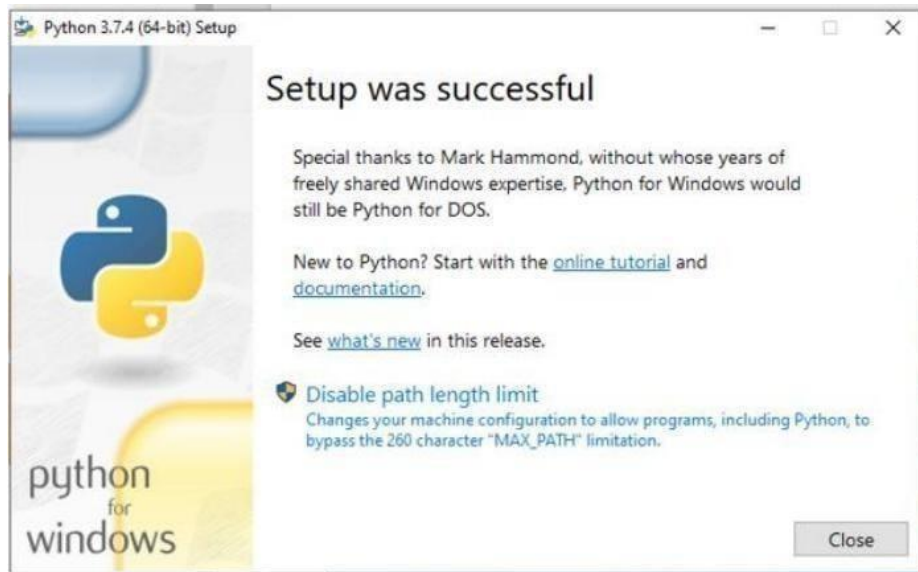 Python 3.7.4 (64-bit) Setup
Setup was successful
Special thanks to Mark Hammond, without whose years of
freely shared Windows expertise, Python for Windows would
still be Python for DOS.
New to Python? Start with the online tutorial and
documentation.
See what's new in this release.
Disable path length limit
Changes your machine configuration to allow programs, including Python, to
bypass the 260 character "MAX_PATH" limitation.
python
for
windows
Close